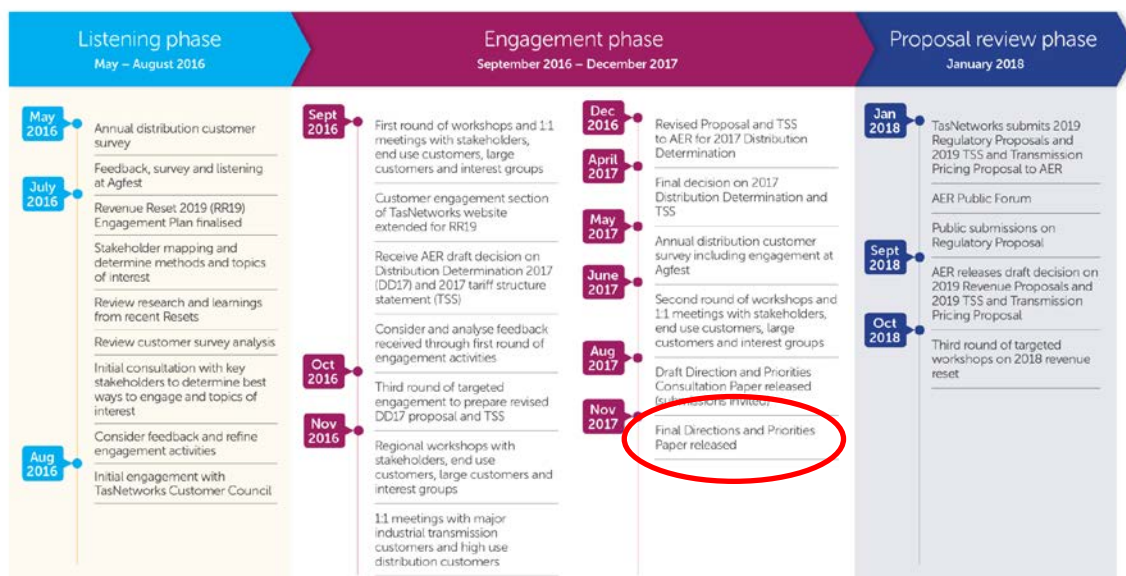 Listening phase
May – August 2016
Engagement phase
September 2016 – December 2017
Proposal review phase
January 2018
May
2016
Annual distribution customer
survey
Feedback, survey and listening
at Agfest
July
2016
Revenue Reset 2019 (RR19)
Engagement Plan finalised
Stakeholder mapping and
determine methods and topics
of interest
Review research and learnings
from recent Resets
Review customer survey analysis
Initial consultation with key
stakeholders to determine best
ways to engage and topics of
interest
Consider feedback and refine
engagement activities
Aug
2016
Initial engagement with
TasNetworks Customer Council
Sept
2016
First round of workshops and 1:1
meetings with stakeholders,
end use customers, large
customers and interest groups
Customer engagement section
of TasNetworks website
extended for RR19
Receive AER draft decision on
Distribution Determination 2017
(DD17) and 2017 tariff structure
statement (TSS)
Consider and analyse feedback
received through first round of
engagement activities
Oct
2016
Third round of targeted
engagement to prepare revised
DD17 proposal and TSS
Nov
2016
Regional workshops with
stakeholders, end use
customers, large customers and
interest groups
1:1 meetings with major
industrial transmission
customers and high use
distribution customers
Dec
2016
Revised Proposal and TSS
to AER for 2017 Distribution
Determination
April
2017
Final decision on 2017
Distribution Determination and
TSS
May
2017
Annual distribution customer
survey including engagement at
Agfest
June
2017
Second round of workshops and
1:1 meetings with stakeholders,
end use customers, large
customers and interest groups
Aug
2017
Draft Direction and Priorities
Consultation Paper released
(submissions invited)
Nov
2017
Final Directions and Priorities
Paper released
Jan
2018
TasNetworks submits 2019
Regulatory Proposals and
2019 TSS and Transmission
Pricing Proposal to AER
AER Public Forum
Public submissions on
Regulatory Proposal
Sept
2018
AER releases draft decision on
2019 Revenue Proposals and
2019 TSS and Transmission
Pricing Proposal
Oct
2018
Third round of targeted
workshops on 2018 revenue
reset